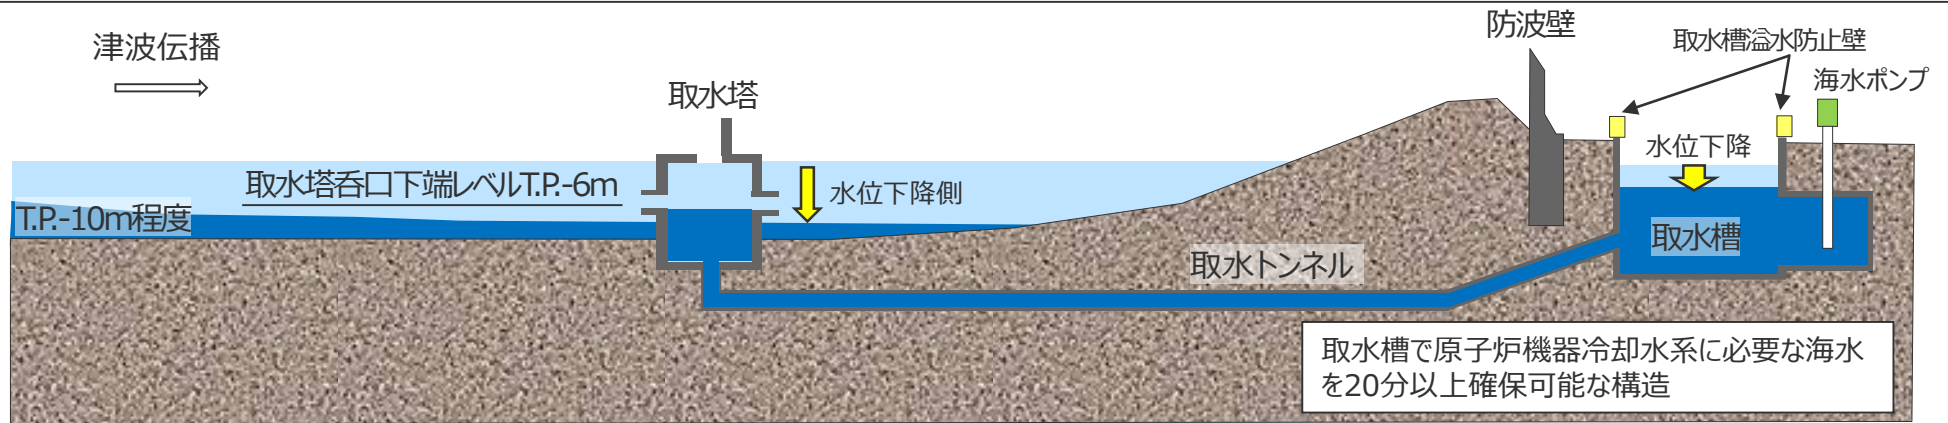 津波伝播
取水塔
防波壁
取水槽溢水防止壁
海水ポンプ
水位下降
取水塔呑口下端レベルT.P.-6m
水位下降側
T.P.-10m程度
取水槽
取水トンネル
取水槽で原子炉機器冷却水系に必要な海水
を20分以上確保可能な構造